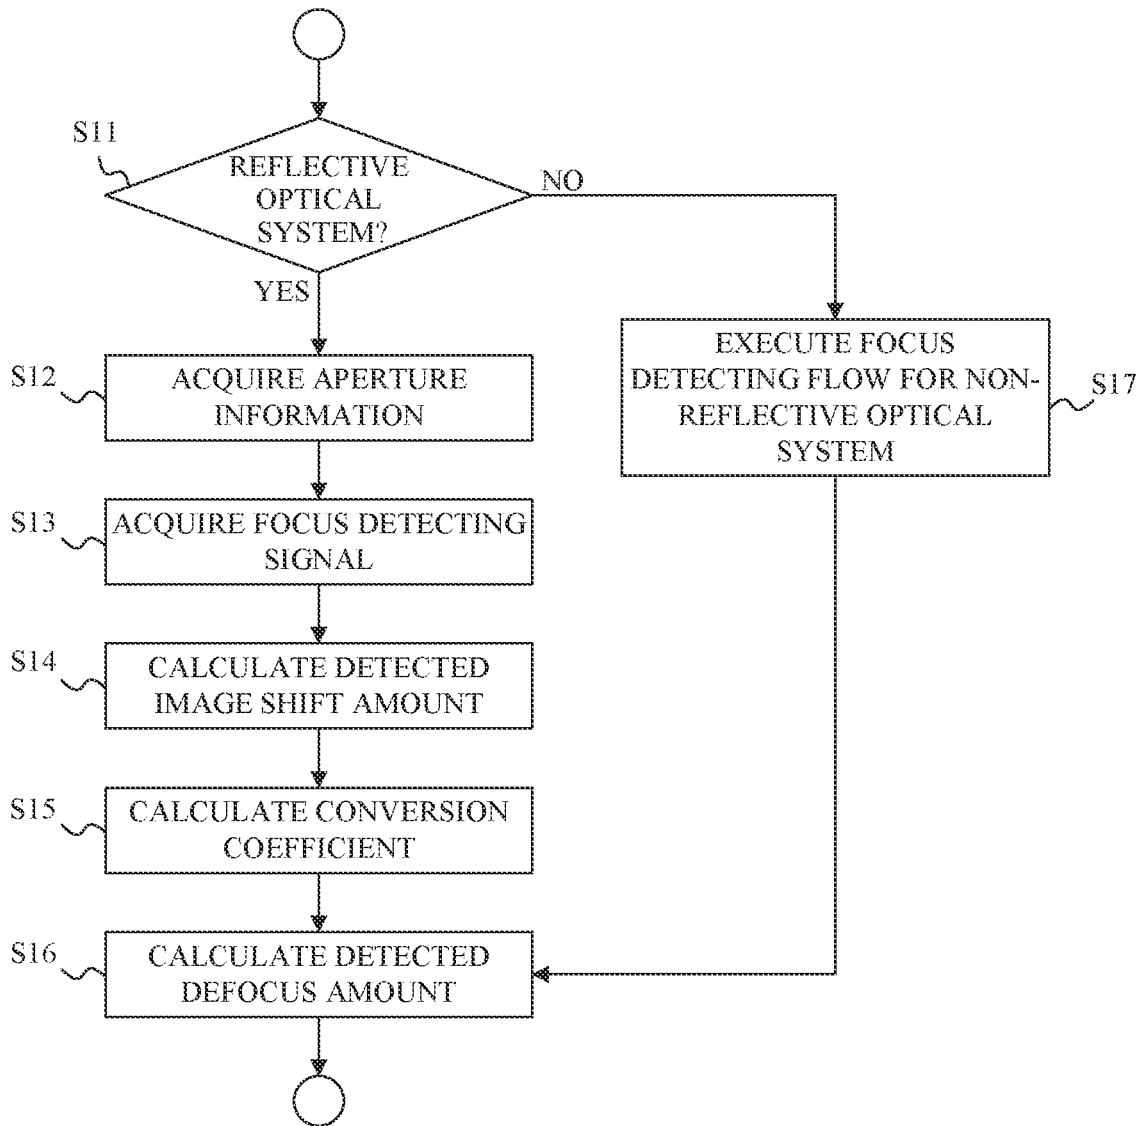 S11
REFLECTIVE
OPTICAL
SYSTEM?
NO
YES
S12
ACQUIRE APERTURE
INFORMATION
EXECUTE FOCUS
DETECTING FLOW FOR NON-
REFLECTIVE OPTICAL
SYSTEM
S17
S13
ACQUIRE FOCUS DETECTING
SIGNAL
S14
CALCULATE DETECTED
IMAGE SHIFT AMOUNT
S15
CALCULATE CONVERSION
COEFFICIENT
S16
CALCULATE DETECTED
DEFOCUS AMOUNT